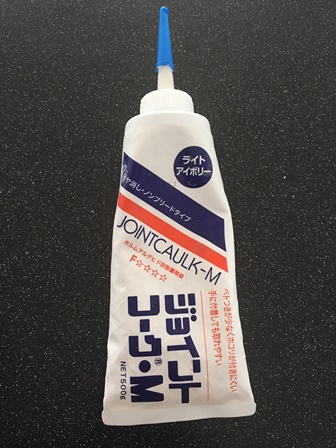 ライト
アイボリー
ヤ消し・ノンブリードタイプ
JOINTCAULK-M
ホルムアルデヒド放散等級
F☆☆☆☆
ジョイント
コーク®・M
NET500g
ベトつきが少なくホコリが付きにくい
手に付着しても取れやすい